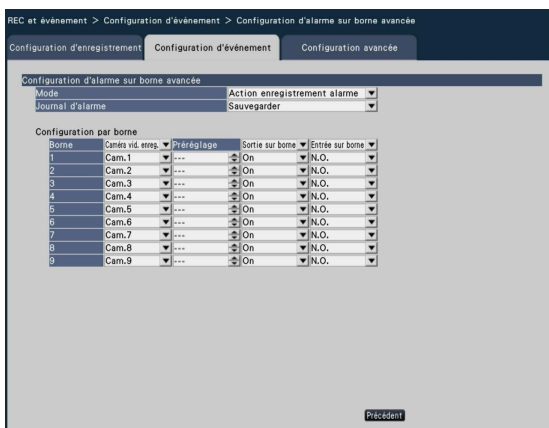 REC et évènement > Configuration d'évènement > Configuration d'alarme sur borne avancée
Configuration d'enregistrement Configuration d'événement Configuration avancée
Configuration d'alarme sur borne avancée
Mode Action enregistrement alarme
Journal d'alarme Sauvegarder
Configuration par borne
Borne Caméra vid. enreg. Préréglage Sortie sur borne Entrée sur borne
1 Cam.1 --- On N.O.
2 Cam.2 --- On N.O.
3 Cam.3 --- On N.O.
4 Cam.4 --- On N.O.
5 Cam.5 --- On N.O.
6 Cam.6 --- On N.O.
7 Cam.7 --- On N.O.
8 Cam.8 --- On N.O.
9 Cam.9 --- On N.O.
Précédent